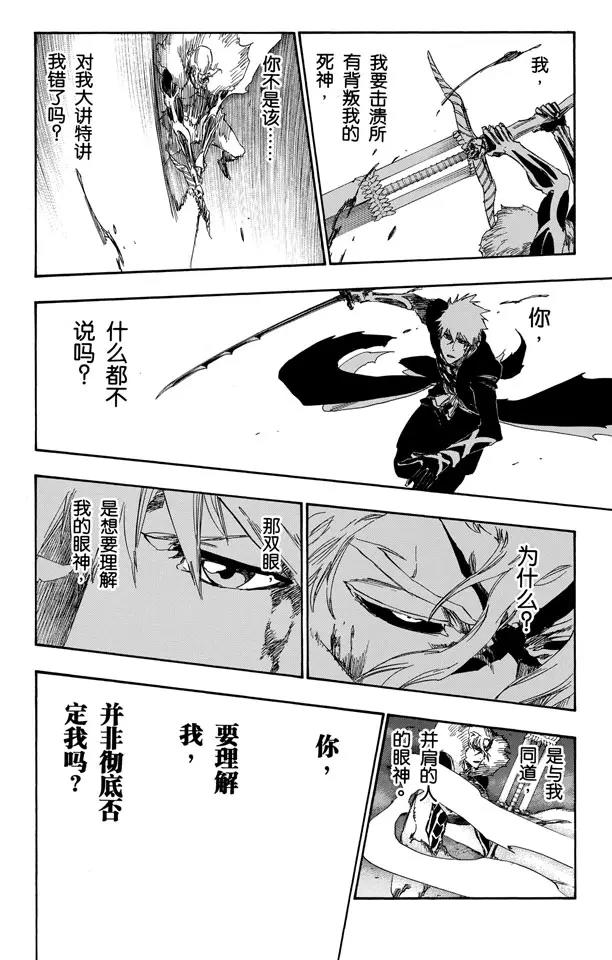 我，
我要击溃所
有背叛我的
死神，
你不是该……
对我大讲特讲
我错了吗？
你，
什么都不
说吗？
为什么？
那双眼，
是想要理解
我的眼神，
是与我
同道，
并肩的人
的眼神。
你，
要理解
我，
并非彻底否
定我吗？